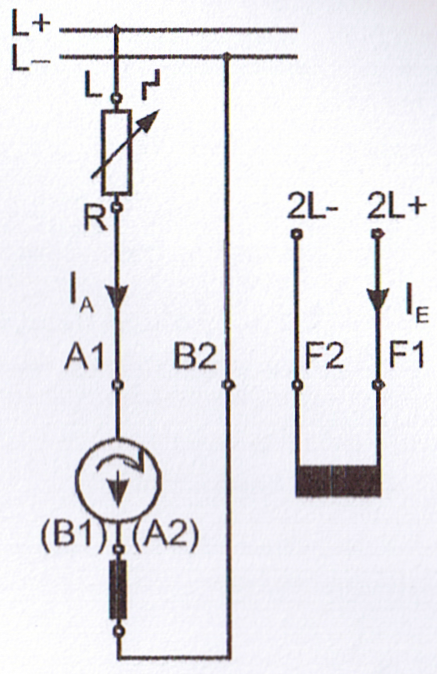 L+
L–
L
R
2L- 2L+
I_A
I_E
A1 B2 F2 F1
(B1) (A2)